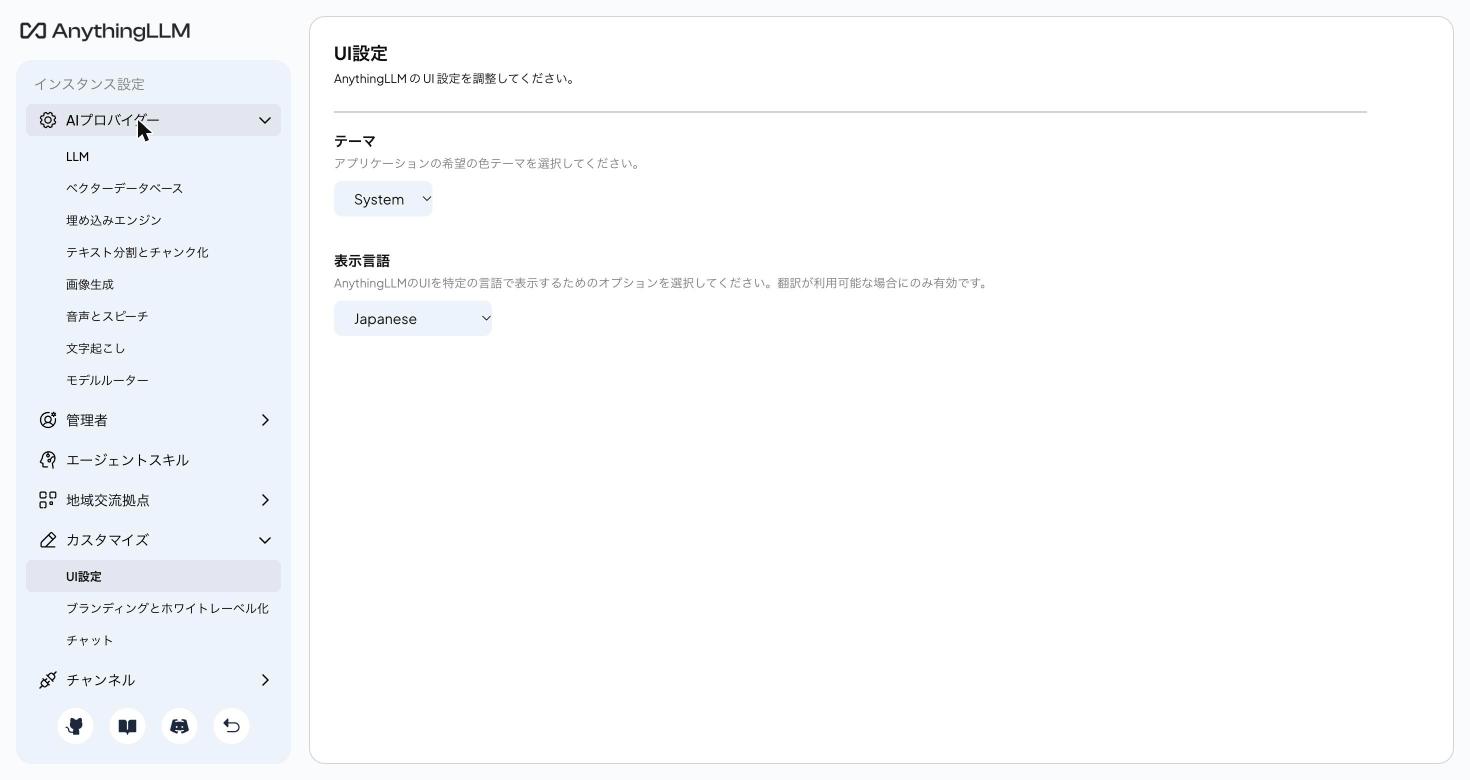 AnythingLLM
インスタンス設定
AIプロバイダー
LLM
ベクターデータベース
埋め込みエンジン
テキスト分割とチャンク化
画像生成
音声とスピーチ
文字起こし
モデルルーター
管理者
エージェントスキル
地域交流拠点
カスタマイズ
UI設定
ブランディングとホワイトレーベル化
チャット
チャンネル
UI設定
AnythingLLM の UI 設定を調整してください。
テーマ
アプリケーションの希望の色テーマを選択してください。
System
表示言語
AnythingLLMのUIを特定の言語で表示するためのオプションを選択してください。翻訳が利用可能な場合にのみ有効です。
Japanese